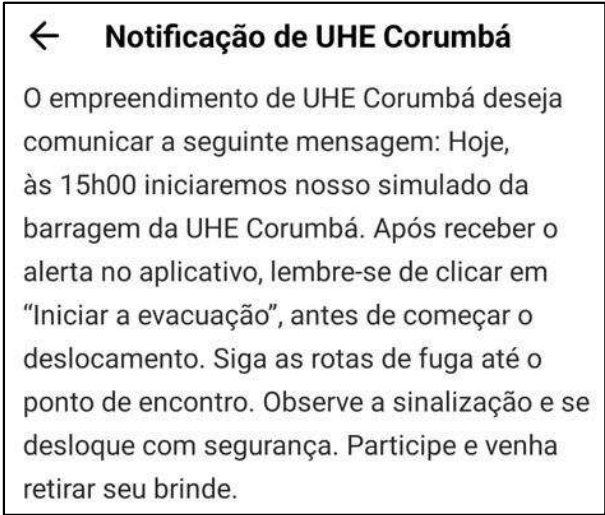 ← Notificação de UHE Corumbá
O empreendimento de UHE Corumbá deseja
comunicar a seguinte mensagem: Hoje,
às 15h00 iniciaremos nosso simulado da
barragem da UHE Corumbá. Após receber o
alerta no aplicativo, lembre-se de clicar em
“Iniciar a evacuação”, antes de começar o
deslocamento. Siga as rotas de fuga até o
ponto de encontro. Observe a sinalização e se
desloque com segurança. Participe e venha
retirar seu brinde.